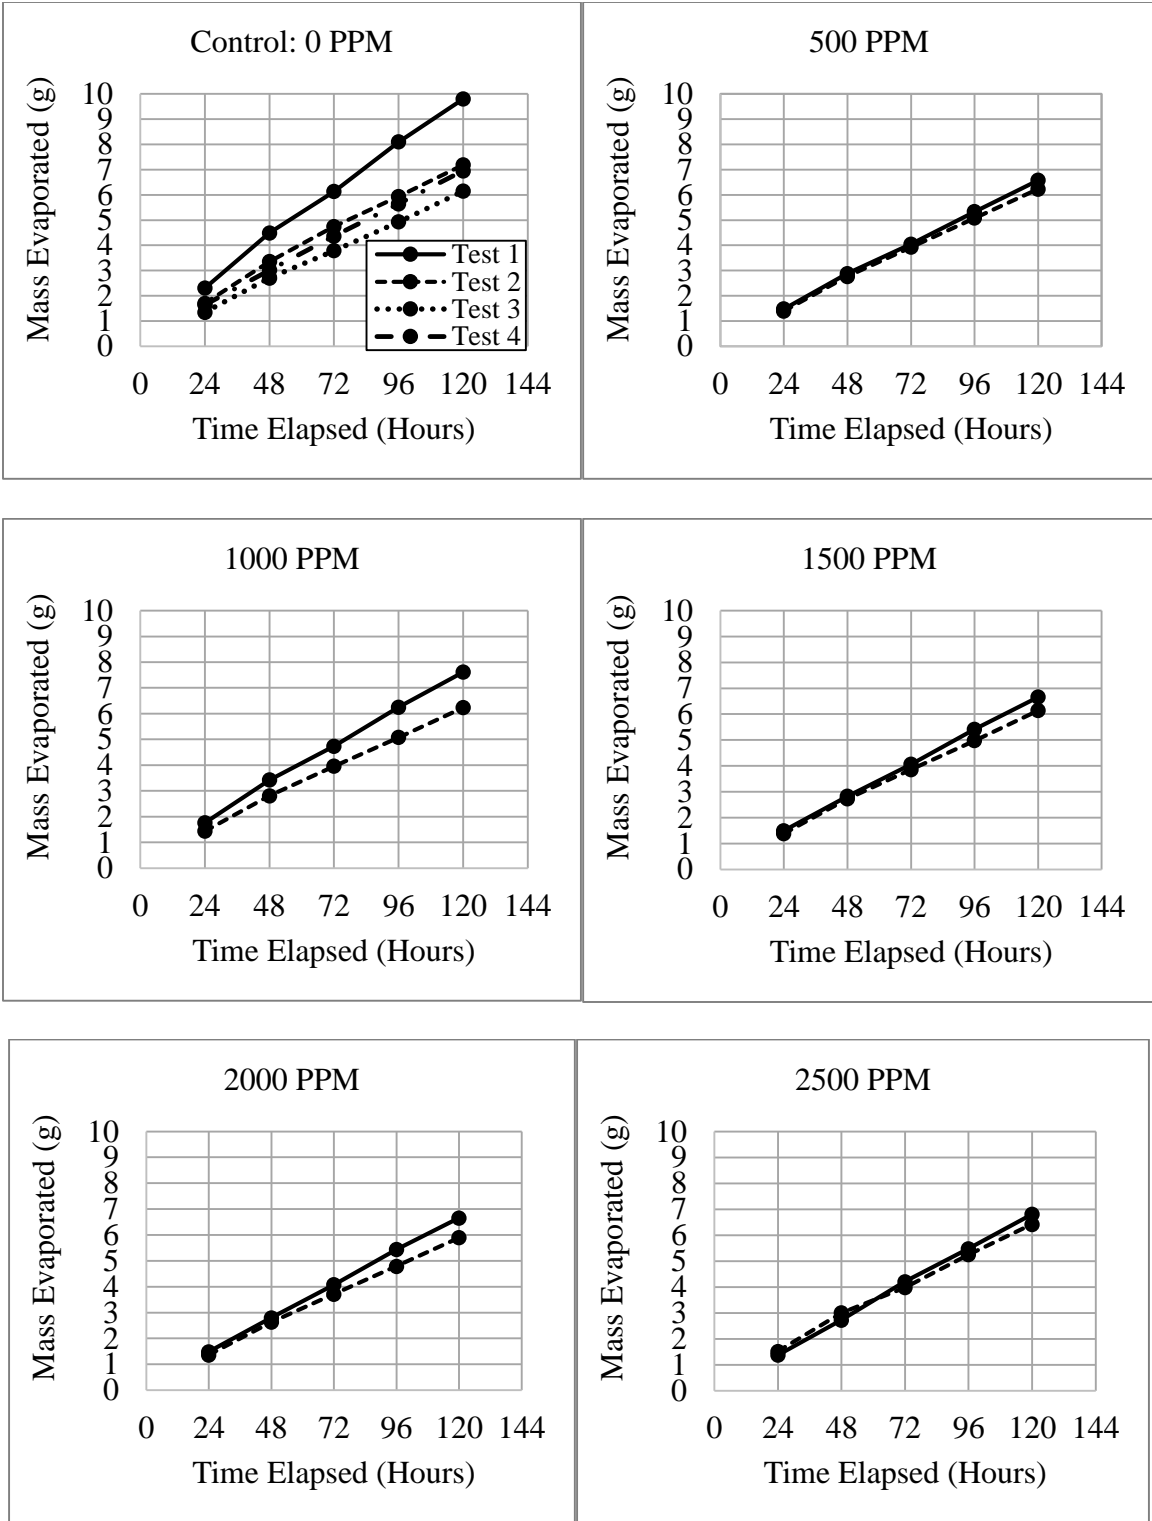 Control: 0 PPM
Mass Evaporated (g)
10
9
8
7
6
5
4
3
2
1
0
Test 1
Test 2
Test 3
Test 4
0 24 48 72 96 120 144
Time Elapsed (Hours)
500 PPM
Mass Evaporated (g)
10
9
8
7
6
5
4
3
2
1
0
0 24 48 72 96 120 144
Time Elapsed (Hours)
1000 PPM
Mass Evaporated (g)
10
9
8
7
6
5
4
3
2
1
0
0 24 48 72 96 120 144
Time Elapsed (Hours)
1500 PPM
Mass Evaporated (g)
10
9
8
7
6
5
4
3
2
1
0
0 24 48 72 96 120 144
Time Elapsed (Hours)
2000 PPM
Mass Evaporated (g)
10
9
8
7
6
5
4
3
2
1
0
0 24 48 72 96 120 144
Time Elapsed (Hours)
2500 PPM
Mass Evaporated (g)
10
9
8
7
6
5
4
3
2
1
0
0 24 48 72 96 120 144
Time Elapsed (Hours)